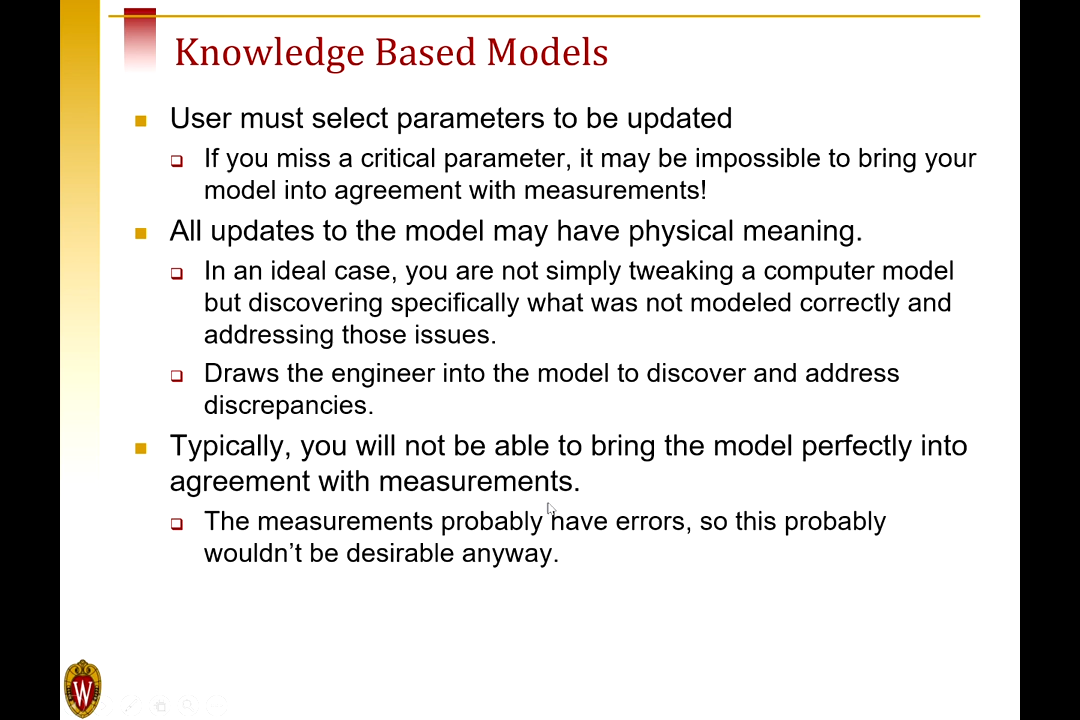 Knowledge Based Models
User must select parameters to be updated
If you miss a critical parameter, it may be impossible to bring your
model into agreement with measurements!
All updates to the model may have physical meaning.
In an ideal case, you are not simply tweaking a computer model
but discovering specifically what was not modeled correctly and
addressing those issues.
Draws the engineer into the model to discover and address
discrepancies.
Typically, you will not be able to bring the model perfectly into
agreement with measurements.
The measurements probably have errors, so this probably
wouldn’t be desirable anyway.
W